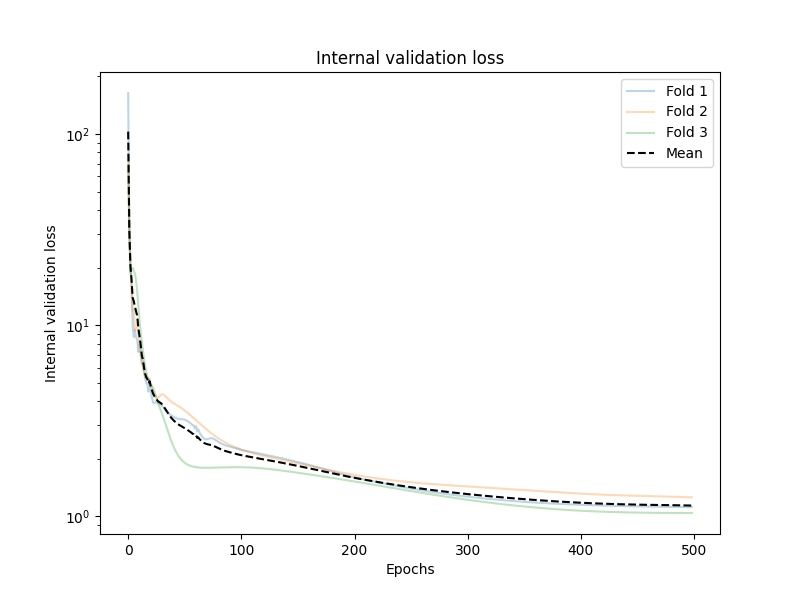 Internal validation loss
Fold 1
Fold 2
Fold 3
Mean
Internal validation loss
10²
10¹
10⁰
0 100 200 300 400 500
Epochs